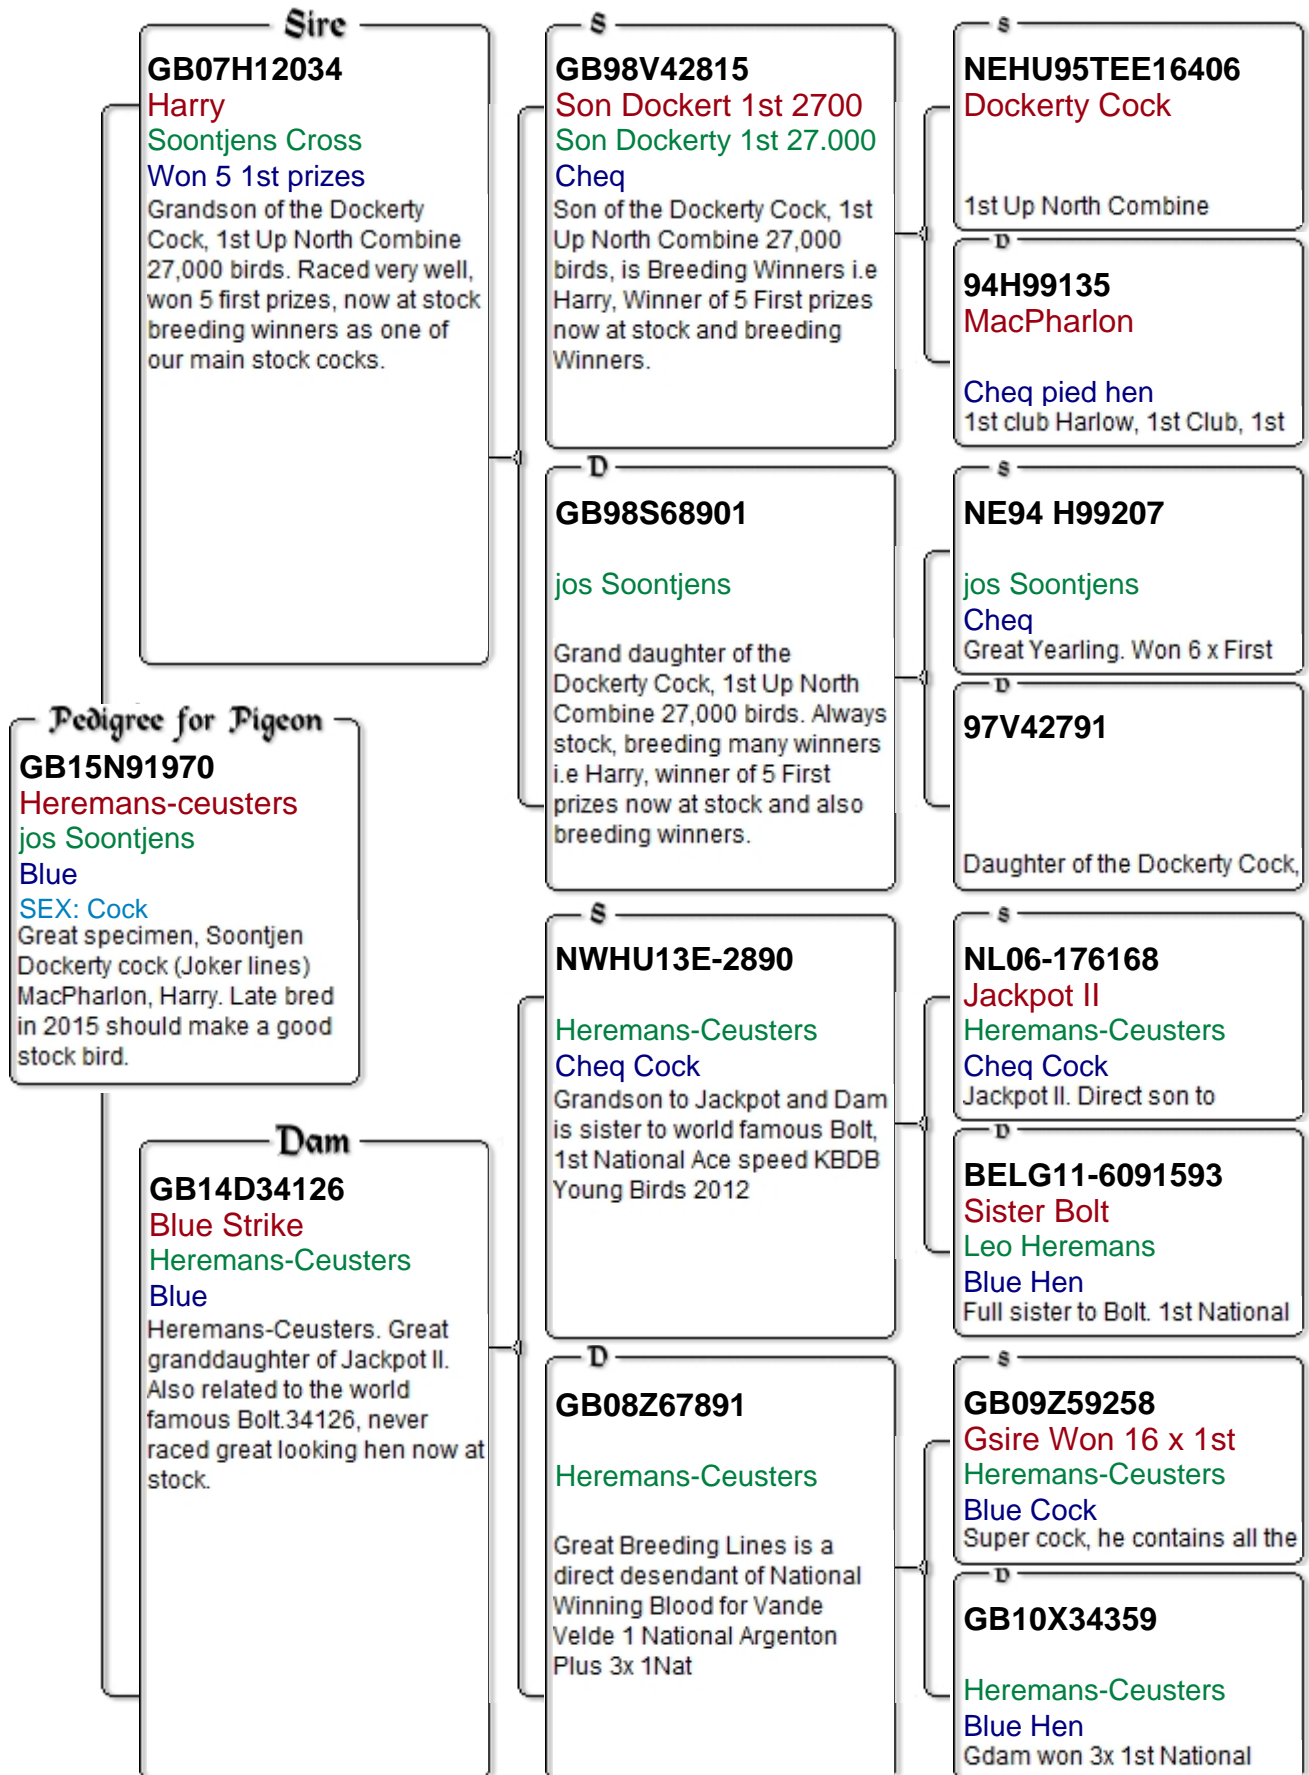 Sire
GB07H12034
Harry
Soontjens Cross
Won 5 1st prizes
Grandson of the Dockerty
Cock, 1st Up North Combine
27,000 birds. Raced very well,
won 5 first prizes, now at stock
breeding winners as one of
our main stock cocks.
Pedigree for Pigeon
GB15N91970
Heremans-ceusters
jos Soontjens
Blue
SEX: Cock
Great specimen, Soontjen
Dockerty cock (Joker lines)
MacPharlon, Harry. Late bred
in 2015 should make a good
stock bird.
Dam
GB14D34126
Blue Strike
Heremans-Ceusters
Blue
Heremans-Ceusters. Great
granddaughter of Jackpot II.
Also related to the world
famous Bolt.34126, never
raced great looking hen now at
stock.
S
GB98V42815
Son Dockert 1st 2700
Son Dockerty 1st 27.000
Cheq
Son of the Dockerty Cock, 1st
Up North Combine 27,000
birds, is Breeding Winners i.e
Harry, Winner of 5 First prizes
now at stock and breeding
Winners.
D
GB98S68901
jos Soontjens
Grand daughter of the
Dockerty Cock, 1st Up North
Combine 27,000 birds. Always
stock, breeding many winners
i.e Harry, winner of 5 First
prizes now at stock and also
breeding winners.
S
NWHU13E-2890
Heremans-Ceusters
Cheq Cock
Grandson to Jackpot and Dam
is sister to world famous Bolt,
1st National Ace speed KBDB
Young Birds 2012
D
GB08Z67891
Heremans-Ceusters
Great Breeding Lines is a
direct desendant of National
Winning Blood for Vande
Velde 1 National Argenton
Plus 3x 1Nat
S
NEHU95TEE16406
Dockerty Cock
1st Up North Combine
D
94H99135
MacPharlon
Cheq pied hen
1st club Harlow, 1st Club, 1st
S
NE94 H99207
jos Soontjens
Cheq
Great Yearling. Won 6 x First
D
97V42791
Daughter of the Dockerty Cock,
S
NL06-176168
Jackpot II
Heremans-Ceusters
Cheq Cock
Jackpot II. Direct son to
D
BELG11-6091593
Sister Bolt
Leo Heremans
Blue Hen
Full sister to Bolt. 1st National
S
GB09Z59258
Gsire Won 16 x 1st
Heremans-Ceusters
Blue Cock
Super cock, he contains all the
D
GB10X34359
Heremans-Ceusters
Blue Hen
Gdam won 3x 1st National